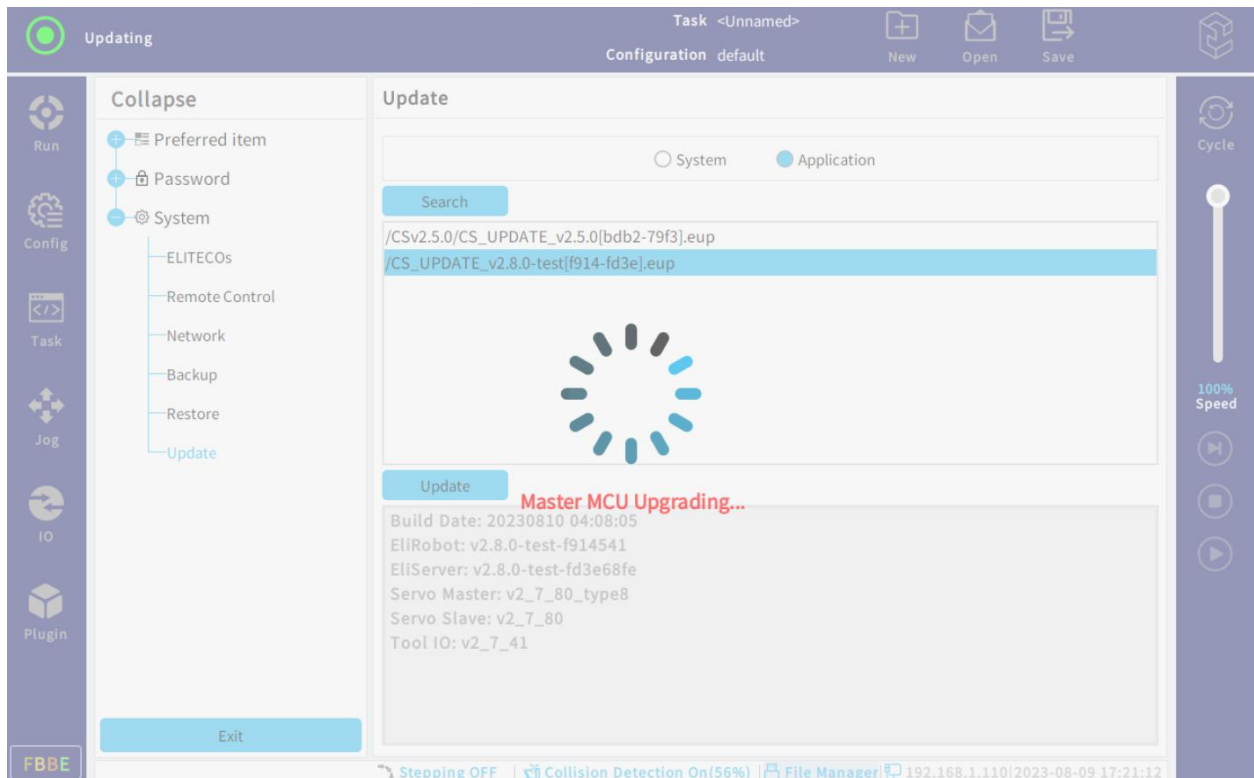 Updating
Task <Unnamed>
Configuration default
New
Open
Save
Run
Config
Task
Jog
IO
Plugin
FBBE
Collapse
Preferred item
Password
System
ELITECOs
Remote Control
Network
Backup
Restore
Update
Exit
Update
System
Application
Search
/CSv2.5.0/CS_UPDATE_v2.5.0[bdb2-79f3].eup
/CS_UPDATE_v2.8.0-test[f914-fd3e].eup
Update
Master MCU Upgrading...
Build Date: 20230810 04:08:05
EliRobot: v2.8.0-test-f914541
EliServer: v2.8.0-test-fd3e68fe
Servo Master: v2_7_80_type8
Servo Slave: v2_7_80
Tool IO: v2_7_41
Cycle
100%
Speed
Stepping OFF | Collision Detection On(56%) | File Manager| 192.168.1.110|2023-08-09 17:21:12